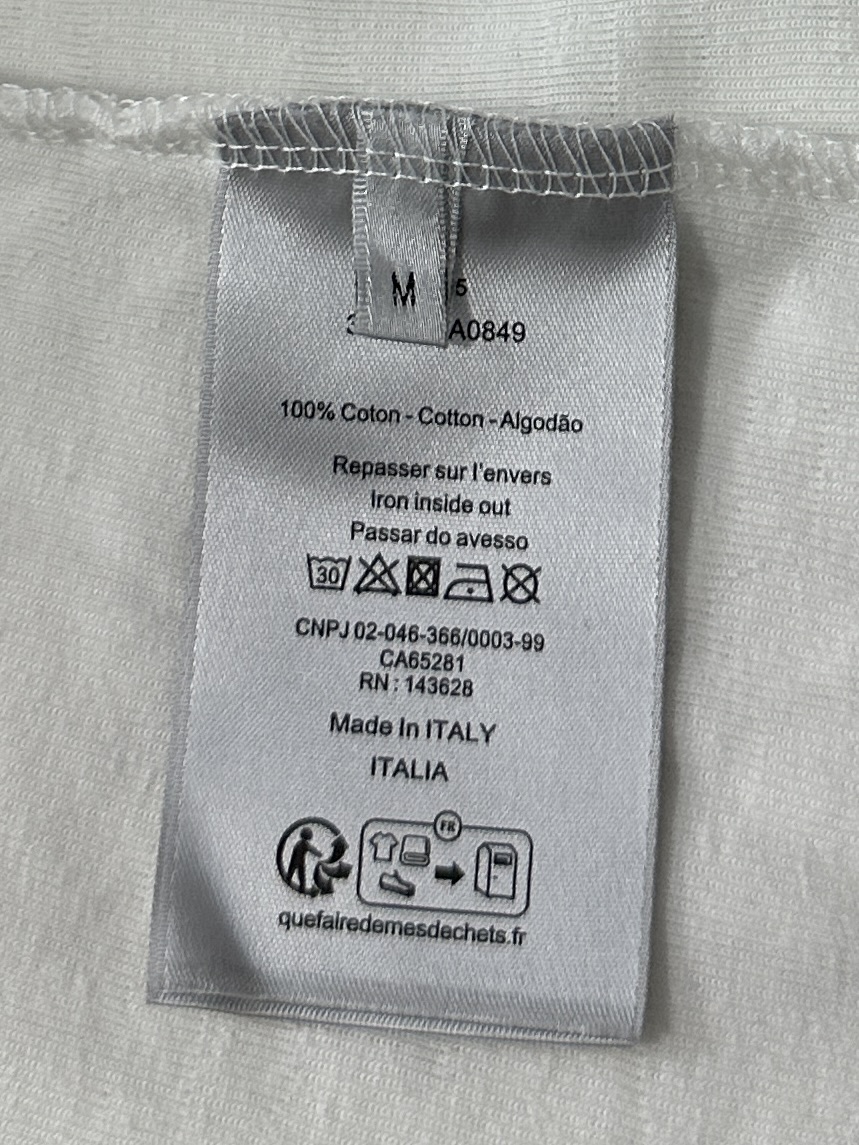 M
5
A0849
100% Coton - Cotton - Algodão
Repasser sur l'envers
Iron inside out
Passar do avesso
30
CNPJ 02-046-366/0003-99
CA65281
RN : 143628
Made In ITALY
ITALIA
FR
quefairedemesdechets.fr